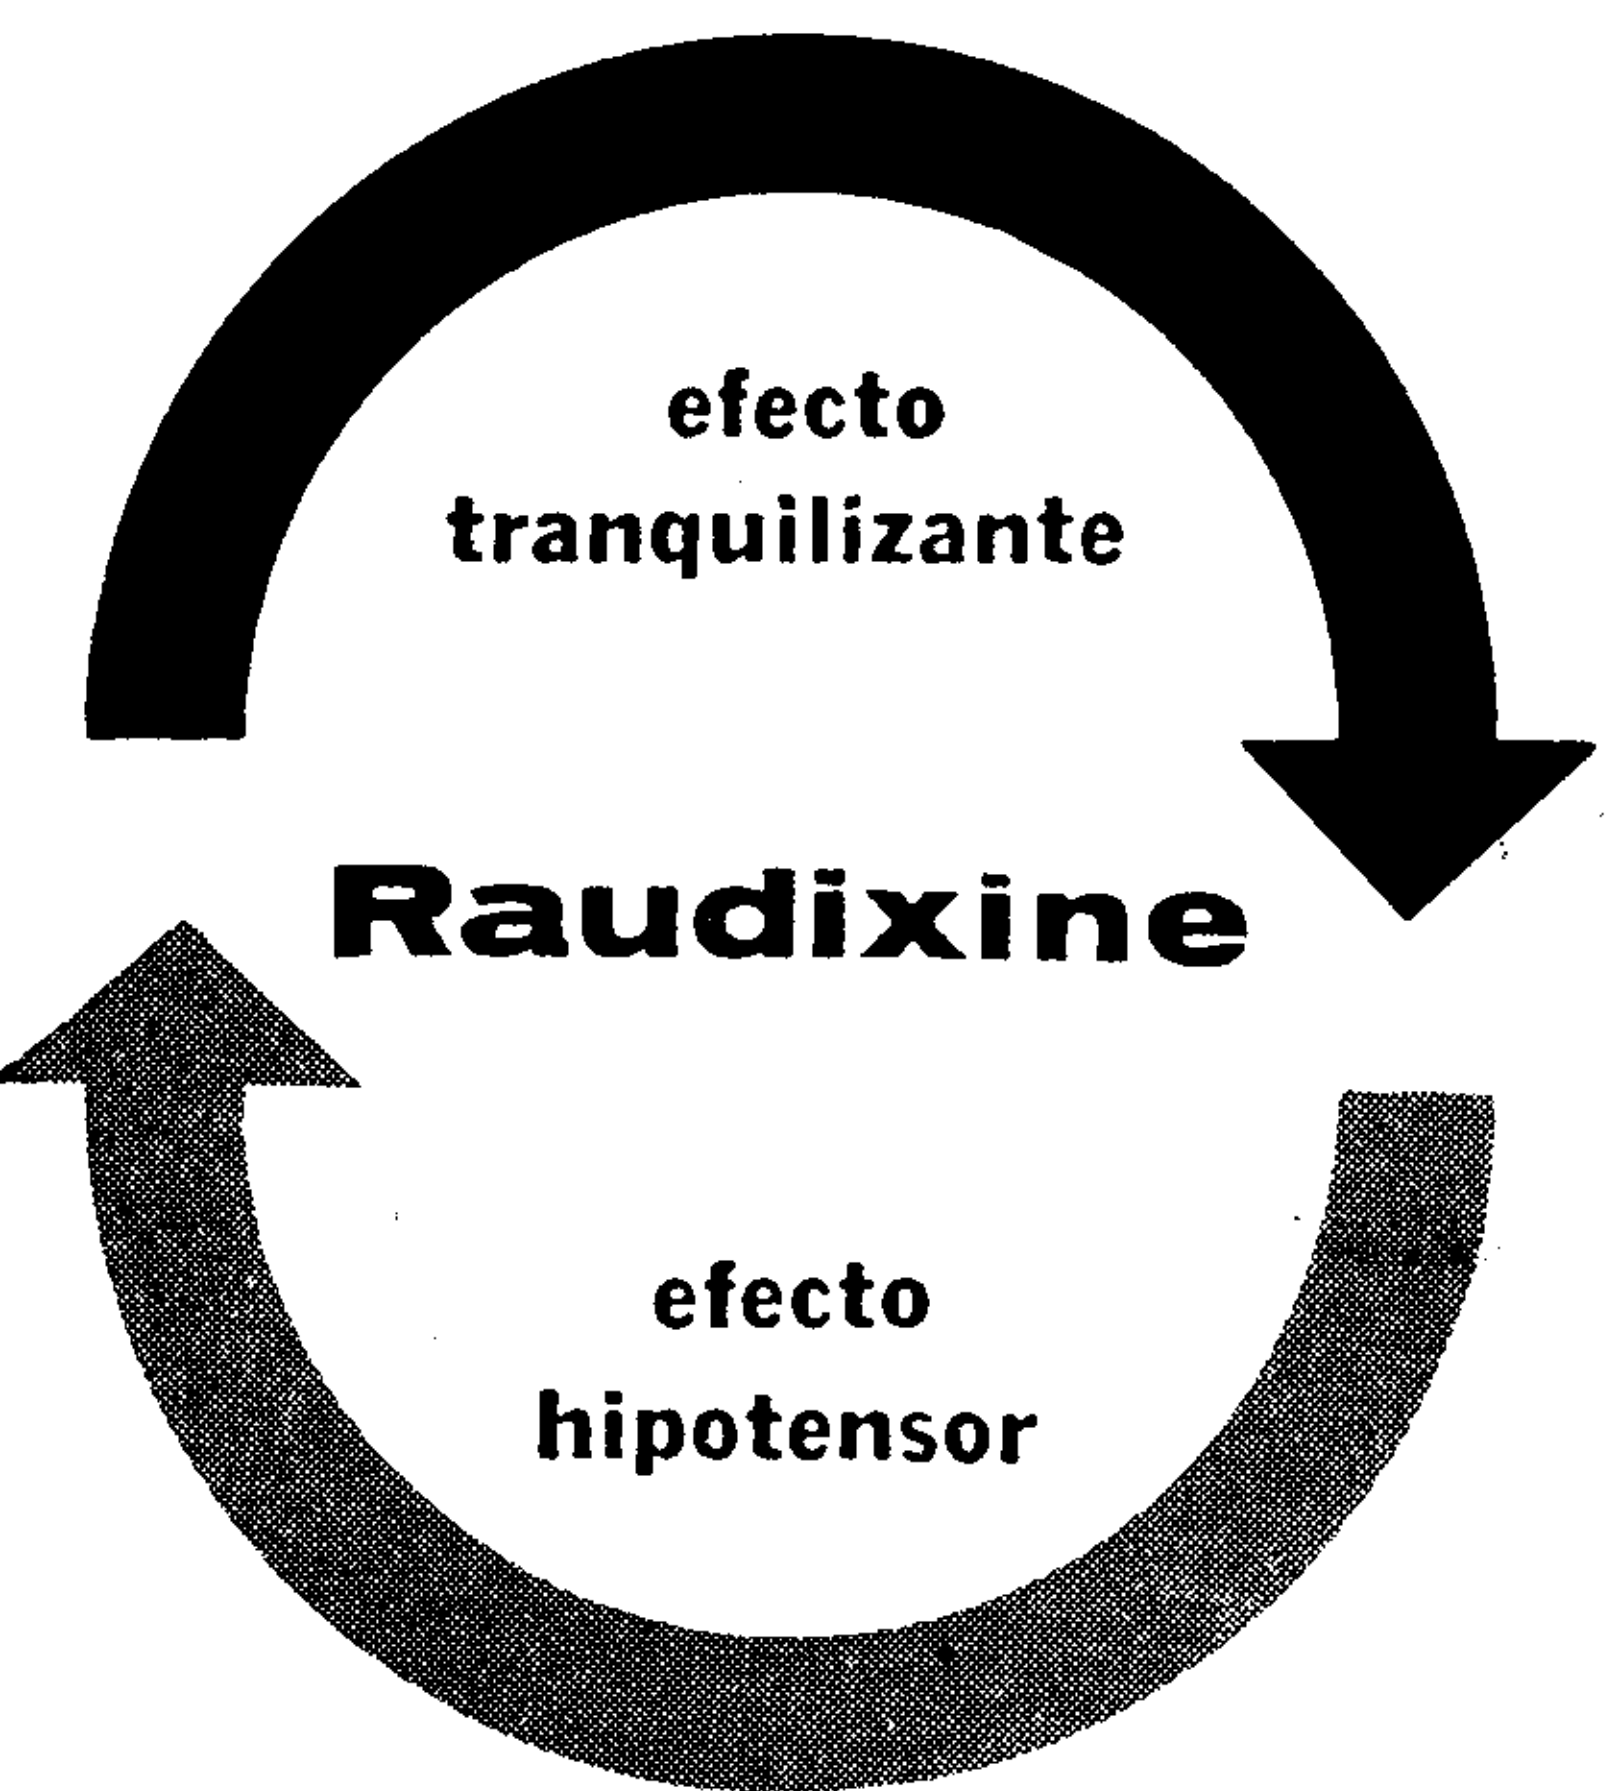 efecto
tranquilizante
Raudixine
efecto
hipotensor